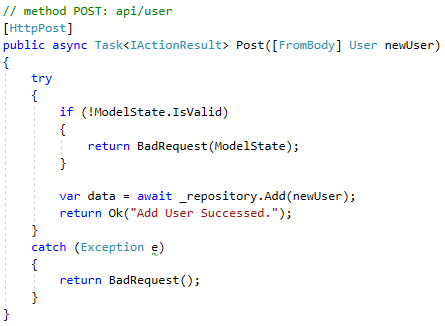 // method POST: api/user
[HttpPost]
public async Task<IActionResult> Post([FromBody] User newUser)
{
    try
    {
        if (!ModelState.IsValid)
        {
            return BadRequest(ModelState);
        }

        var data = await _repository.Add(newUser);
        return Ok("Add User Successed.");
    }
    catch (Exception e)
    {
        return BadRequest();
    }
}